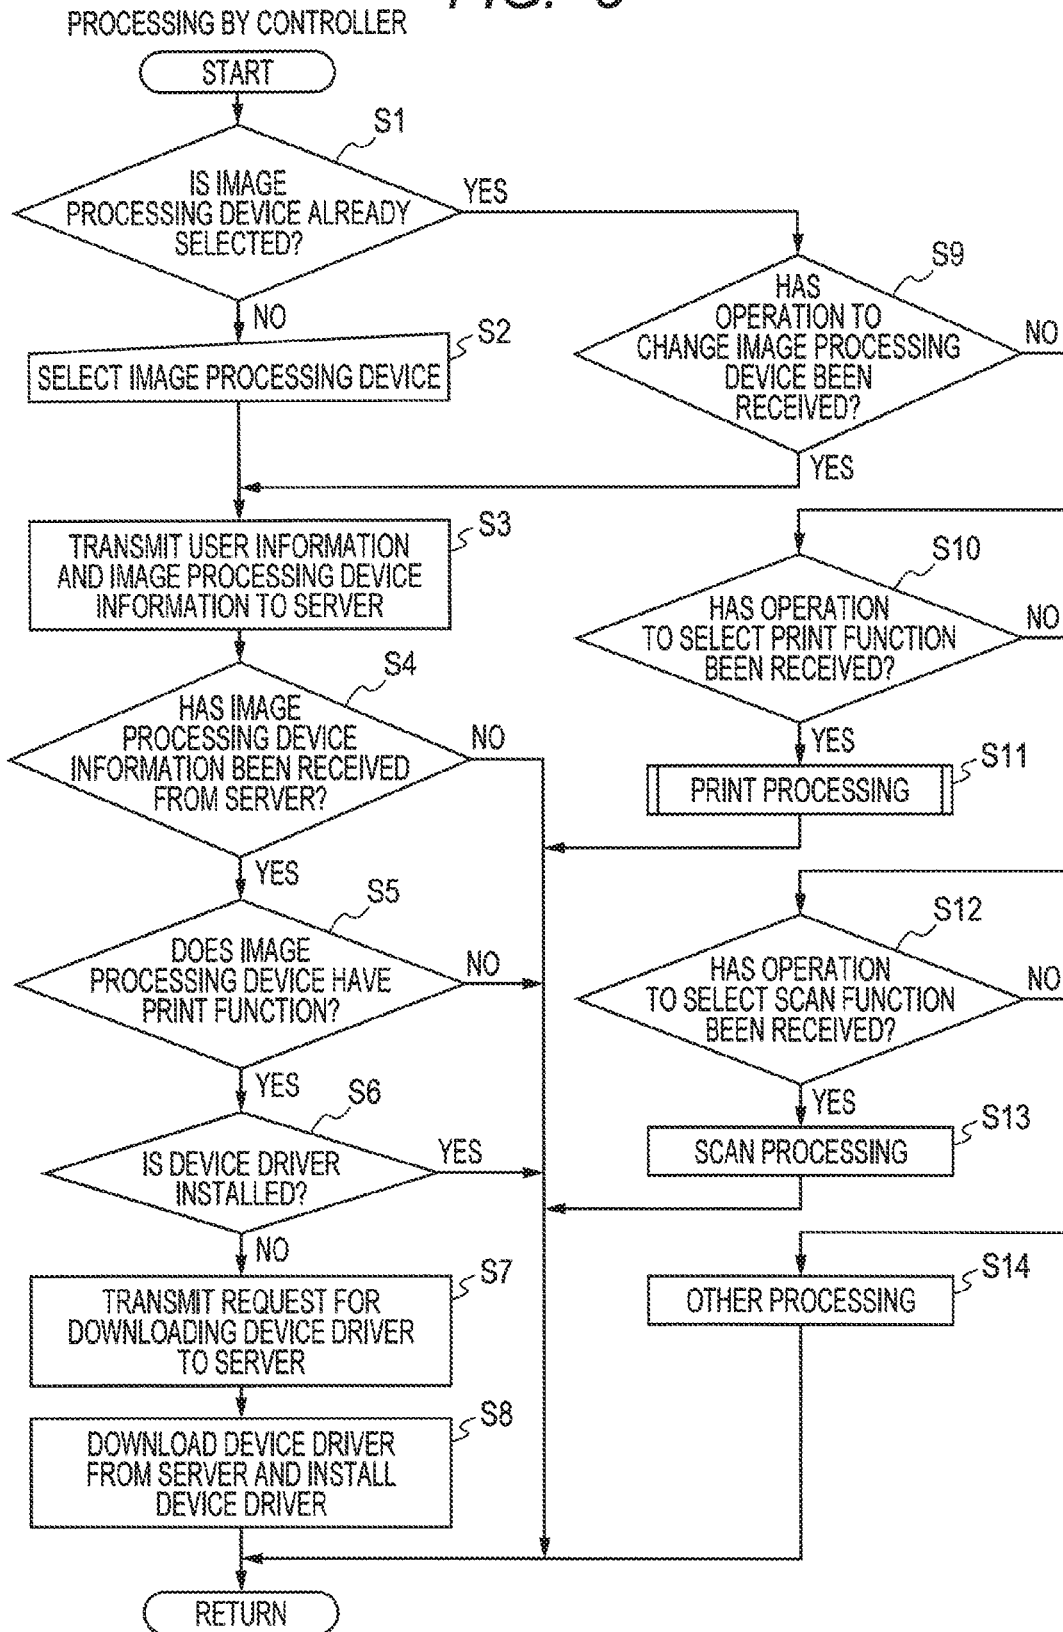 FIG.
PROCESSING BY CONTROLLER
START
S1
IS IMAGE
PROCESSING DEVICE ALREADY
SELECTED?
YES
NO
S2
SELECT IMAGE PROCESSING DEVICE
S9
HAS
OPERATION TO
CHANGE IMAGE PROCESSING
DEVICE BEEN
RECEIVED?
NO
YES
S3
TRANSMIT USER INFORMATION
AND IMAGE PROCESSING DEVICE
INFORMATION TO SERVER
S4
HAS IMAGE
PROCESSING DEVICE
INFORMATION BEEN RECEIVED
FROM SERVER?
NO
YES
S5
DOES IMAGE
PROCESSING DEVICE HAVE
PRINT FUNCTION?
NO
YES
S6
IS DEVICE DRIVER
INSTALLED?
YES
NO
S7
TRANSMIT REQUEST FOR
DOWNLOADING DEVICE DRIVER
TO SERVER
S8
DOWNLOAD DEVICE DRIVER
FROM SERVER AND INSTALL
DEVICE DRIVER
RETURN
S10
HAS OPERATION
TO SELECT PRINT FUNCTION
BEEN RECEIVED?
NO
YES
S11
PRINT PROCESSING
S12
HAS OPERATION
TO SELECT SCAN FUNCTION
BEEN RECEIVED?
NO
YES
S13
SCAN PROCESSING
S14
OTHER PROCESSING